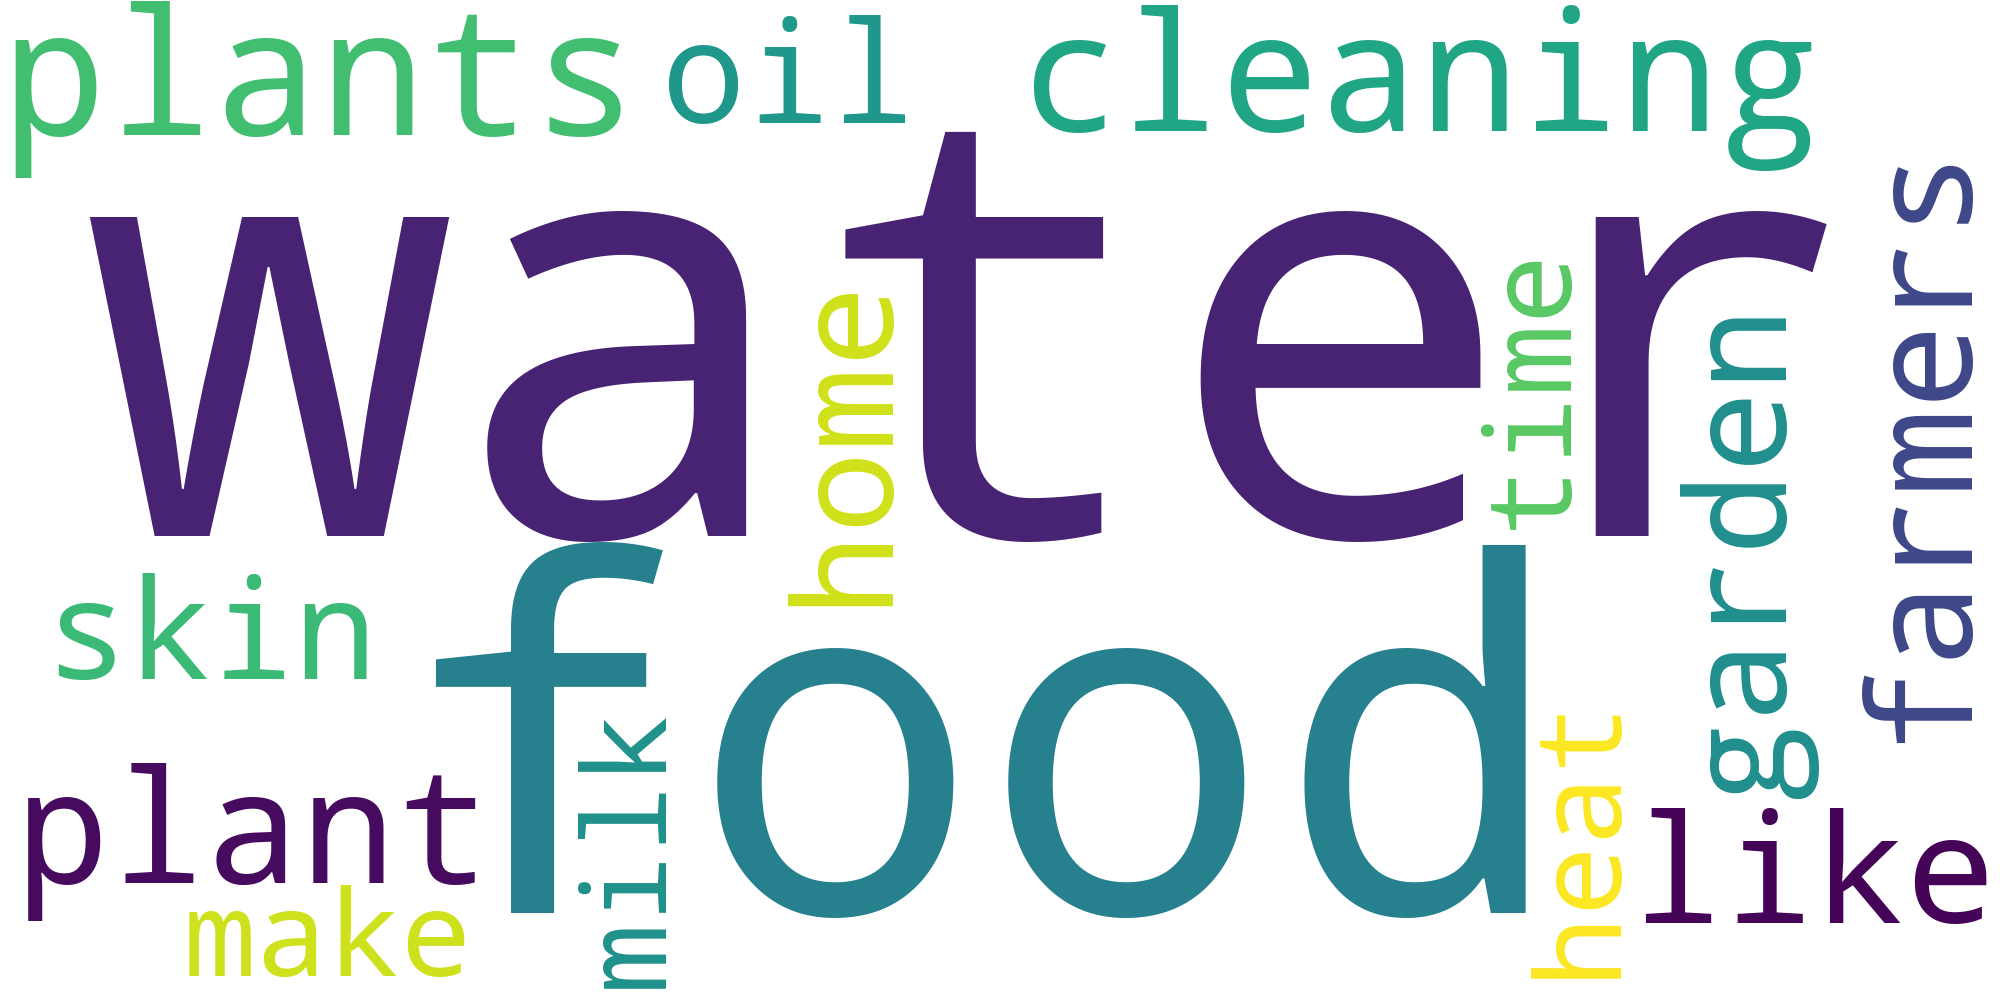 plants
oil
cleaning
water
home
time
garden
farmers
skin
food
plant
make
milk
heat
like